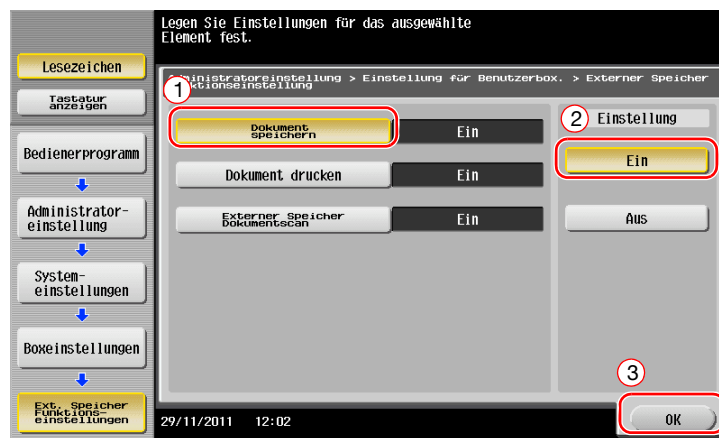 Legen Sie Einstellungen für das ausgewählte
Element fest.
Lesezeichen
Tastatur
anzeigen
Bedienerprogramm
Administrator-
einstellung
System-
einstellungen
Boxeinstellungen
Ext. Speicher
Funktions-
einstellungen
ministratoreinstellung > Einstellung für Benutzerbox. > Externer Speicher
ktionseinstellung
1
Dokument
speichern
Ein
Dokument drucken
Ein
Externer Speicher
Dokumentscan
Ein
2
Einstellung
Ein
Aus
3
OK
29/11/2011 12:02